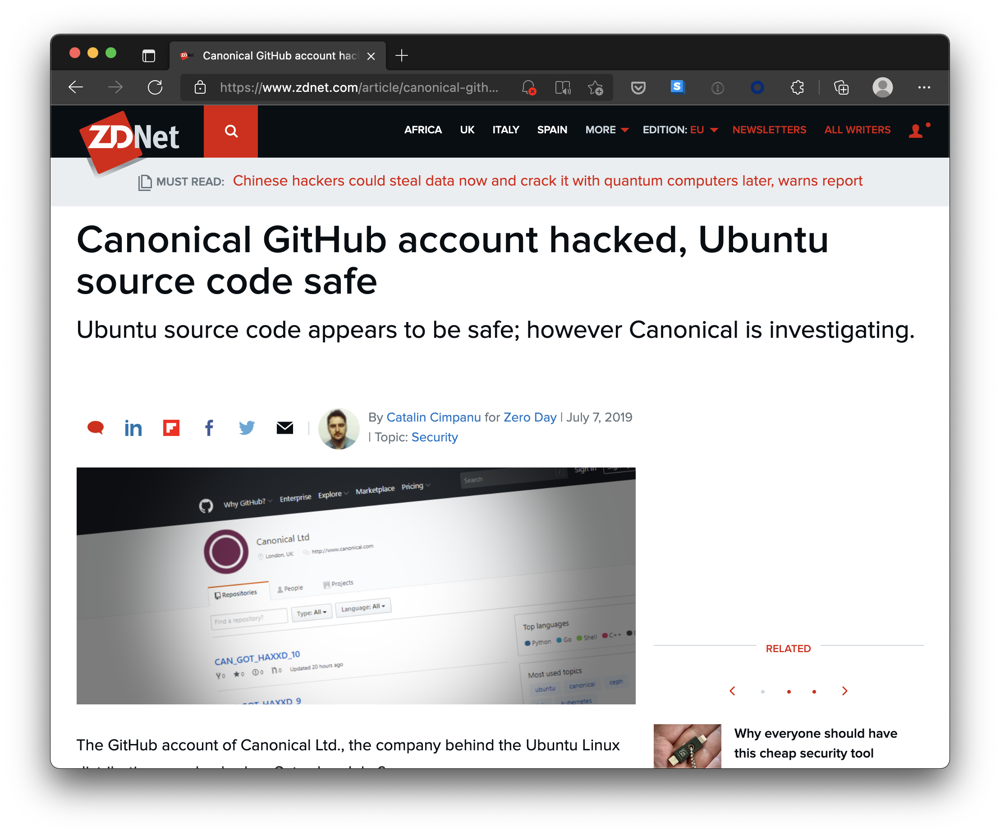 Canonical GitHub account hac
https://www.zdnet.com/article/canonical-gith...
ZDNet
AFRICA UK ITALY SPAIN MORE EDITION: EU NEWSLETTERS ALL WRITERS
MUST READ: Chinese hackers could steal data now and crack it with quantum computers later, warns report
Canonical GitHub account hacked, Ubuntu
source code safe
Ubuntu source code appears to be safe; however Canonical is investigating.
By Catalin Cimpanu for Zero Day | July 7, 2019
| Topic: Security
Search / Sign in
Why GitHub? Enterprise Explore Marketplace Pricing
Canonical Ltd
London, UK http://www.canonical.com
Repositories People Projects
Find a repository? Type: All Language: All
Top languages
Python Go Shell C++
CAN_GOT_HAXXD_10
0 0 0 0 Updated 20 hours ago
Most used topics
ubuntu canonical ceph
kubernetes
GOT_HAXXD_9
RELATED
The GitHub account of Canonical Ltd., the company behind the Ubuntu Linux
Why everyone should have
this cheap security tool